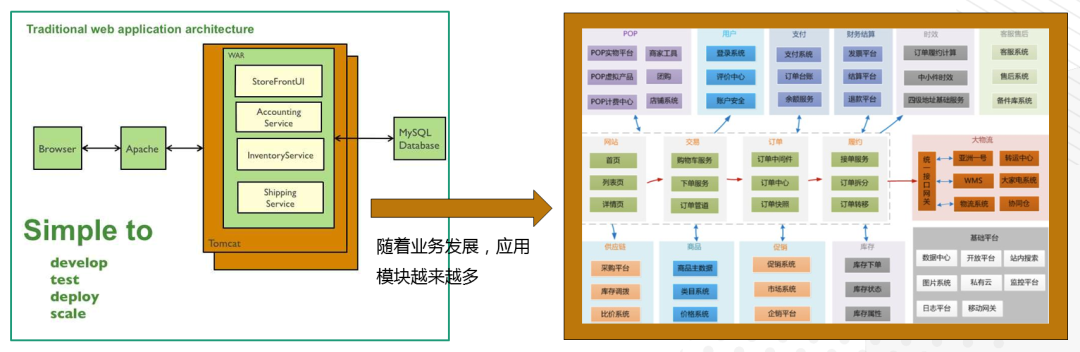 Traditional web application architecture
WAR
StoreFrontUI
Accounting
Service
InventoryService
Shipping
Service
Browser
Apache
MySQL
Database
Tomcat
Simple to
develop
test
deploy
scale
随着业务发展，应用
模块越来越多
POP
POP实物平台
商家工具
POP虚拟产品
团购
POP计费中心
店铺系统
用户
登录系统
评价中心
账户安全
支付
支付系统
订单台账
余额服务
财务结算
发票平台
结算平台
退款平台
时效
订单履约计算
中小件时效
四级地址基础服务
客服售后
客服系统
售后系统
备件库系统
网站
首页
列表页
详情页
交易
购物车服务
下单服务
订单管道
订单
订单中间件
订单中心
订单快照
履约
接单服务
订单拆分
订单转移
大物流
统一接口网关
亚洲一号
转运中心
WMS
大家电系统
物流系统
协同仓
供应链
采购平台
库存调拨
比价系统
商品
商品主数据
类目系统
价格系统
促销
促销系统
市场系统
企销平台
库存
库存下单
库存状态
库存属性
基础平台
数据中心
开放平台
站内搜索
图片系统
私有云
监控平台
日志平台
移动网关